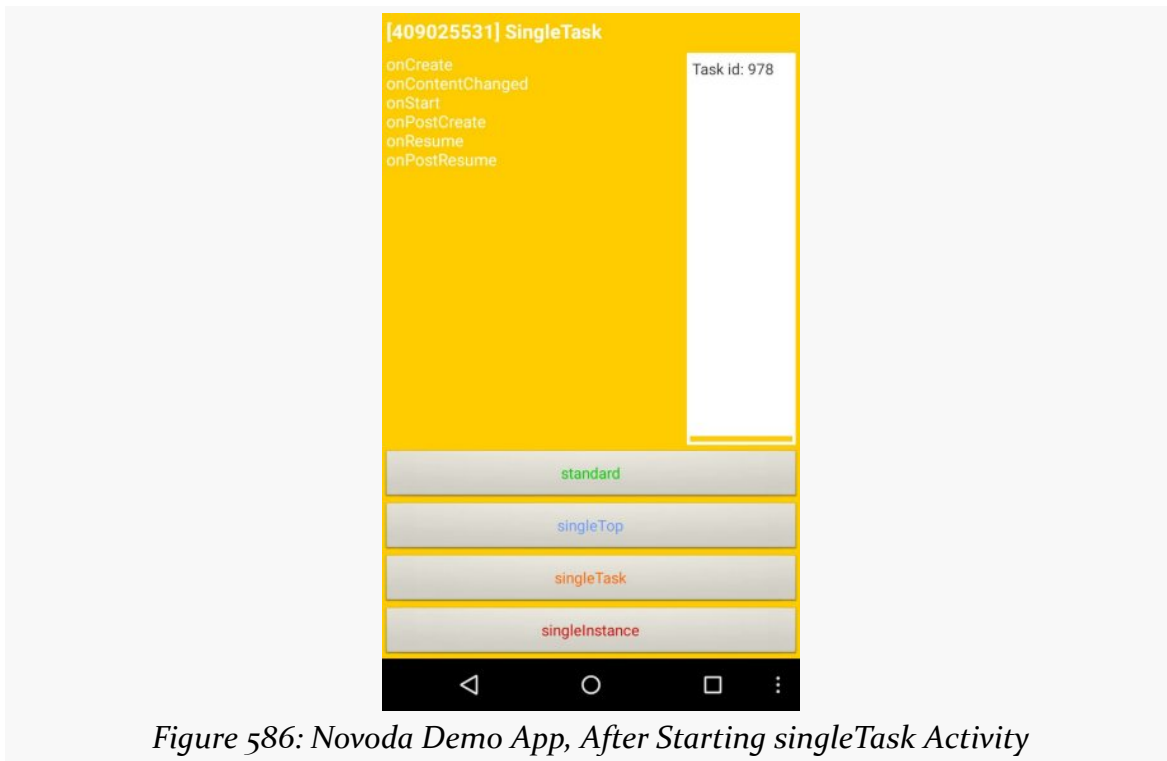 [409025531] SingleTask
onCreate
onContentChanged
onStart
onPostCreate
onResume
onPostResume
Task id: 978
standard
singleTop
singleTask
singleInstance
Figure 586: Novoda Demo App, After Starting singleTask Activity